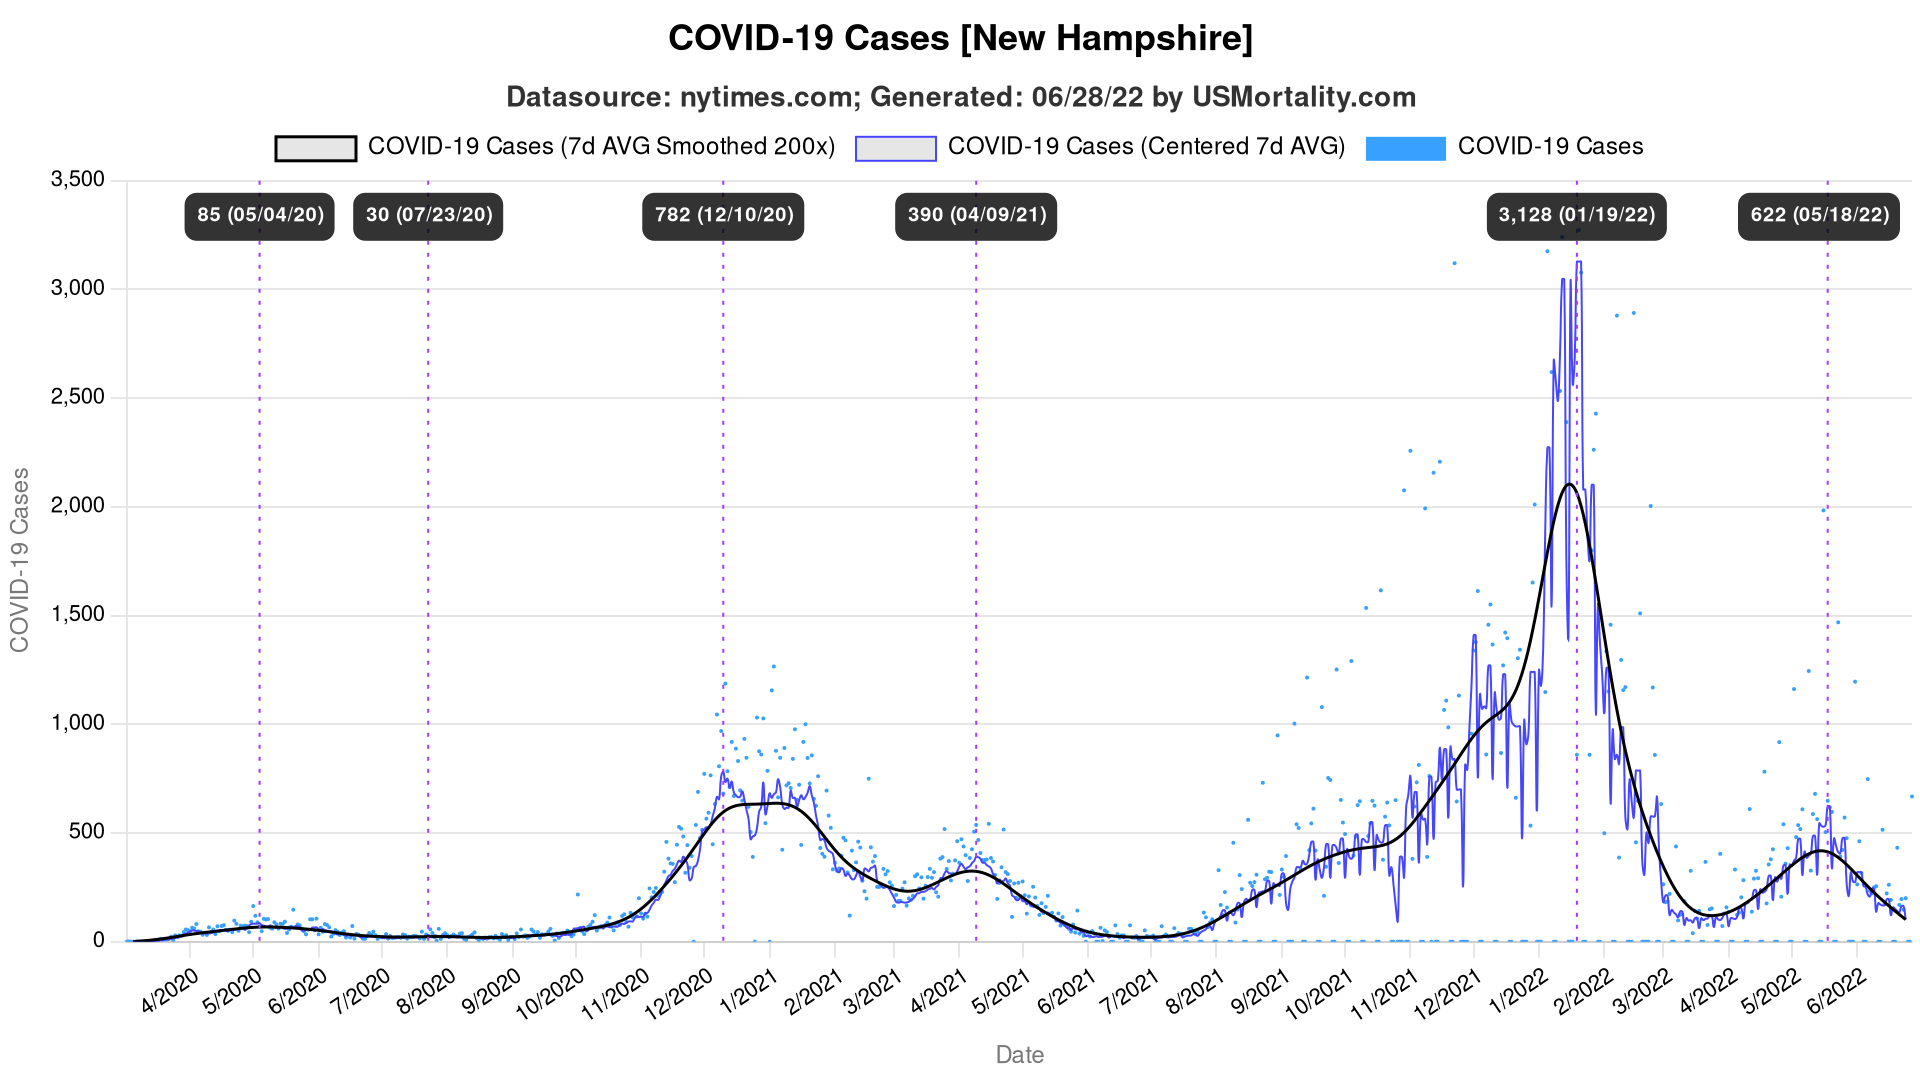 COVID-19 Cases [New Hampshire]
Datasource: nytimes.com; Generated: 06/28/22 by USMortality.com
COVID-19 Cases (7d AVG Smoothed 200x) COVID-19 Cases (Centered 7d AVG) COVID-19 Cases
85 (05/04/20) 30 (07/23/20) 782 (12/10/20) 390 (04/09/21) 3,128 (01/19/22) 622 (05/18/22)
3,500
3,000
2,500
2,000
1,500
1,000
500
0
COVID-19 Cases
4/2020 5/2020 6/2020 7/2020 8/2020 9/2020 10/2020 11/2020 12/2020 1/2021 2/2021 3/2021 4/2021 5/2021 6/2021 7/2021 8/2021 9/2021 10/2021 11/2021 12/2021 1/2022 2/2022 3/2022 4/2022 5/2022 6/2022
Date